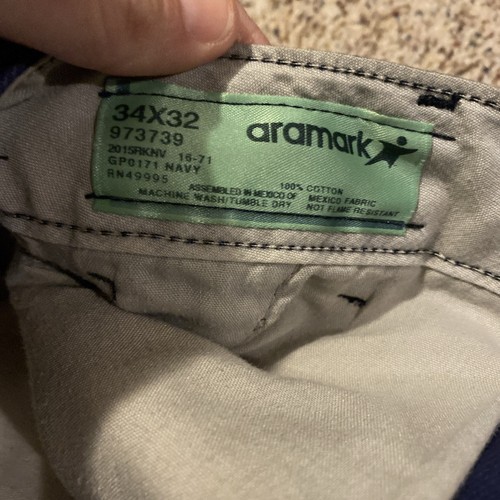 34X32
973739
aramark
2015RKNV 16-71
GP0171 NAVY
RN49995
100% COTTON
ASSEMBLED IN MEXICO OF MEXICO FABRIC
MACHINE WASH/TUMBLE DRY NOT FLAME RESISTANT